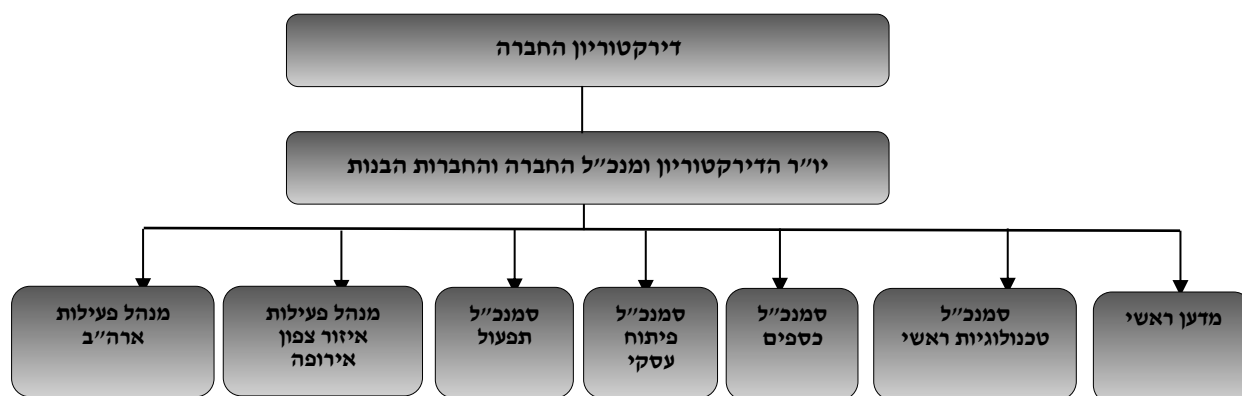 דירקטוריון החברה
יו״ר הדירקטוריון ומנכ״ל החברה והחברות הבנות
מדען ראשי
סמנכ״ל
טכנולוגיות ראשי
סמנכ״ל
כספים
סמנכ״ל
פיתוח
עסקי
סמנכ״ל
תפעול
מנהל פעילות
איזור צפון
אירופה
מנהל פעילות
ארה״ב